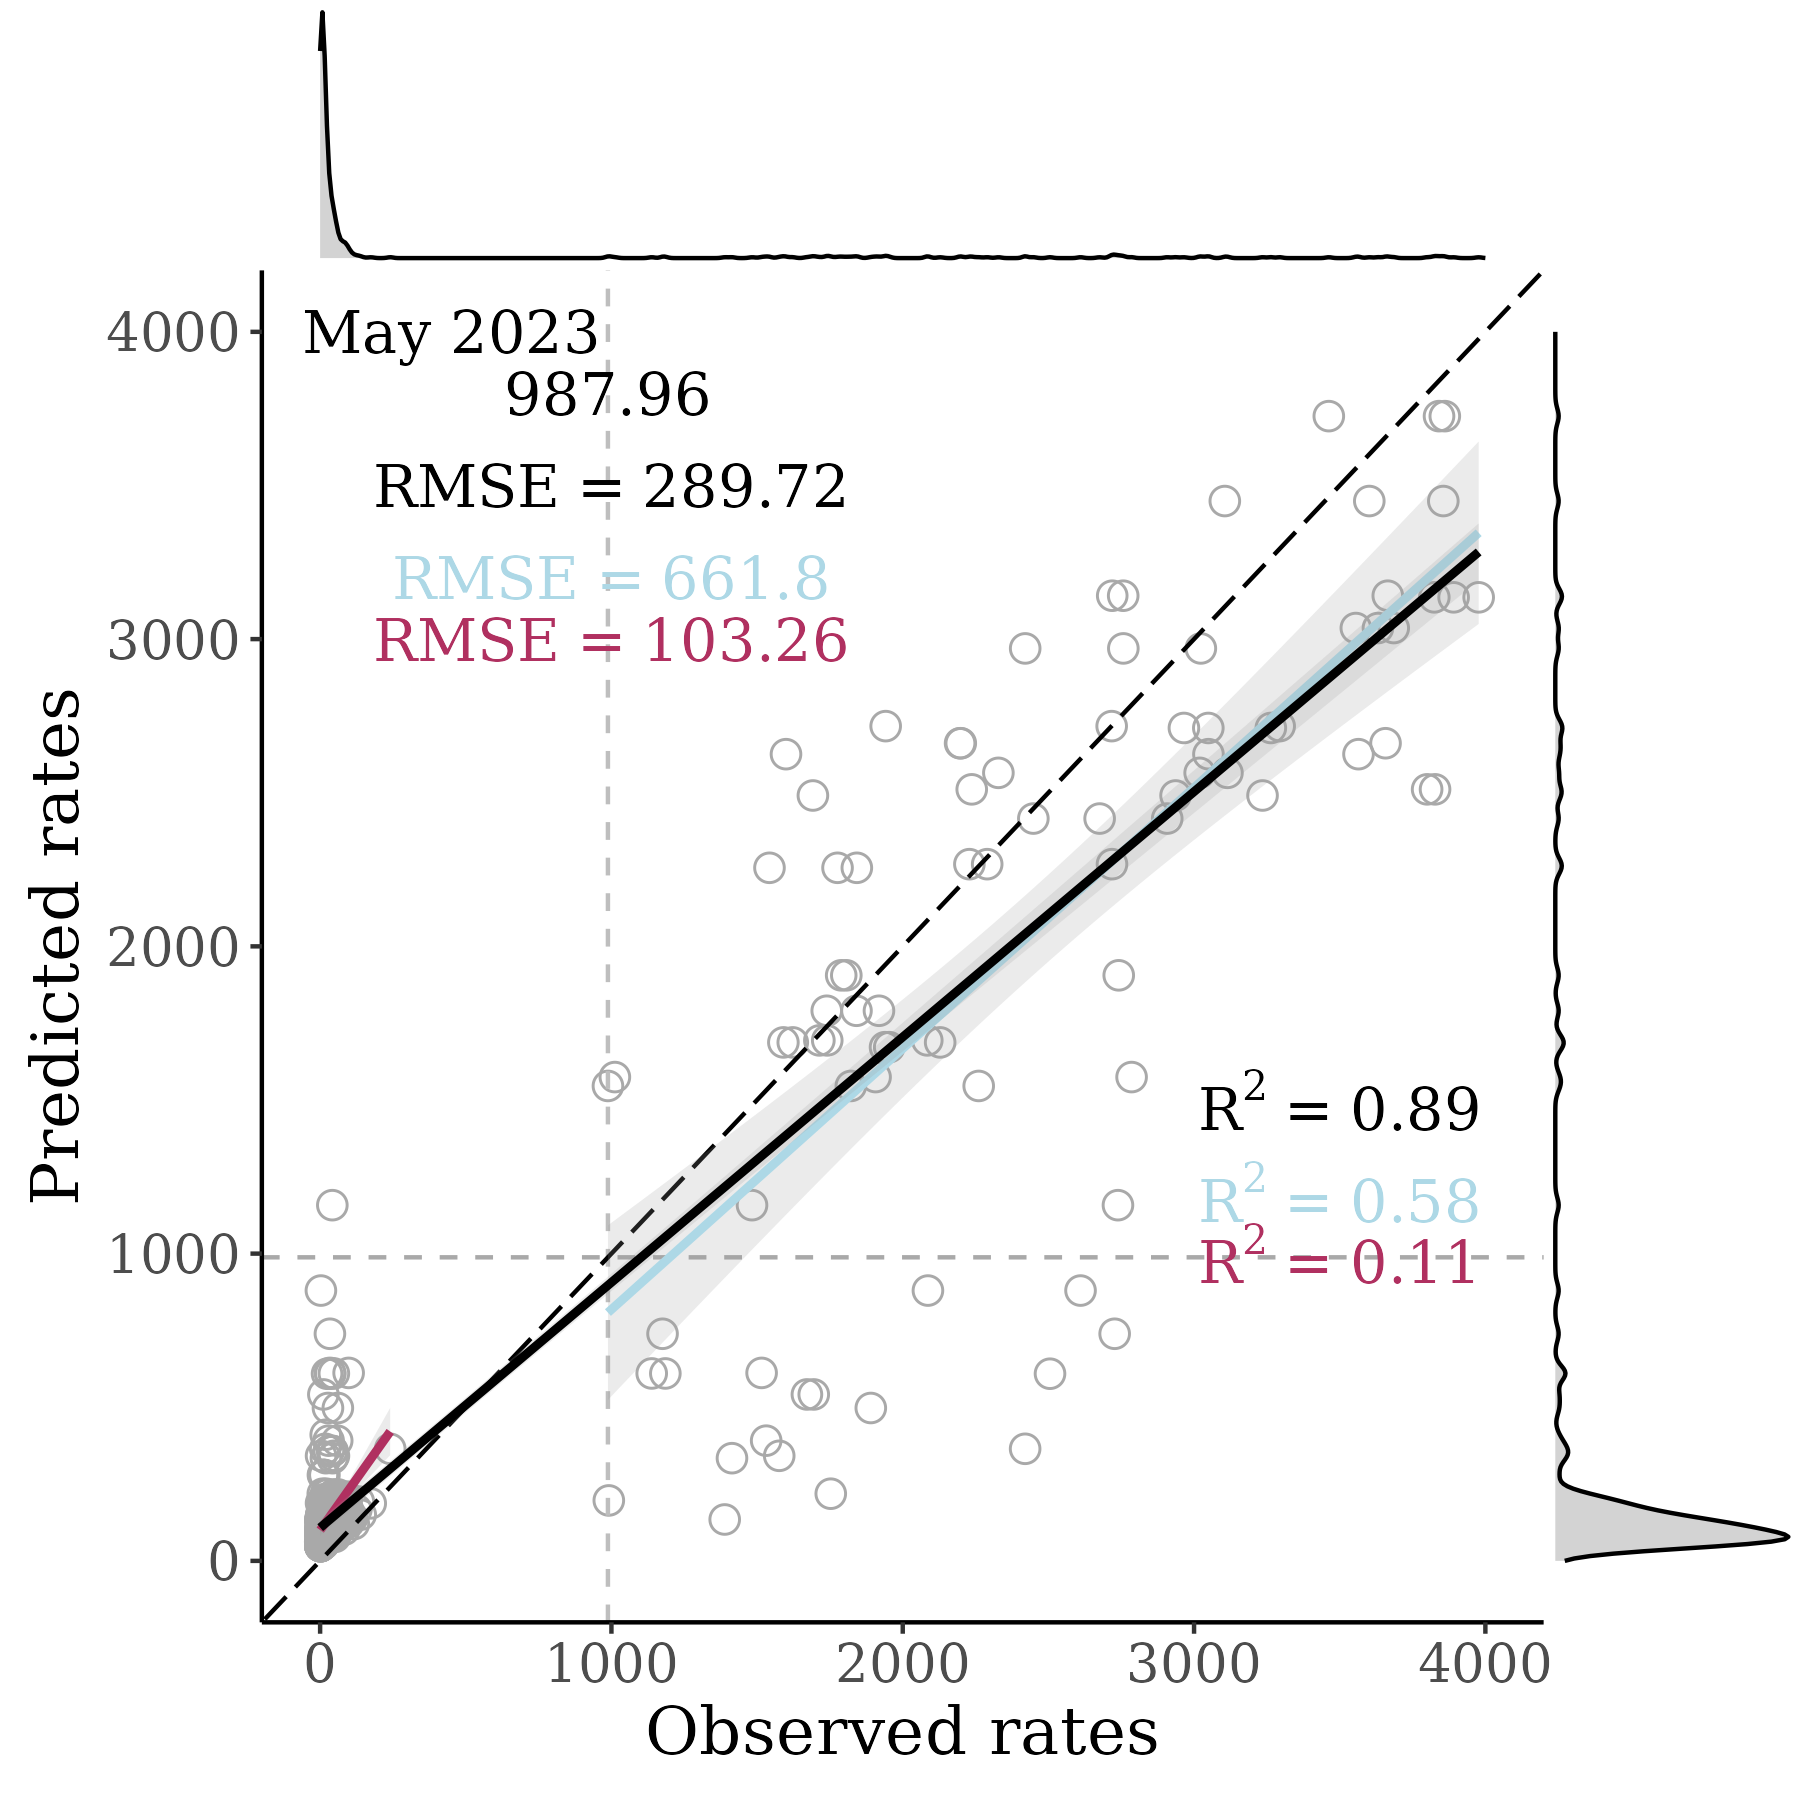 May 2023
987.96
RMSE = 289.72
RMSE = 661.8
RMSE = 103.26
R² = 0.89
R² = 0.58
R² = 0.11
Predicted rates
4000
3000
2000
1000
0
0 1000 2000 3000 4000
Observed rates